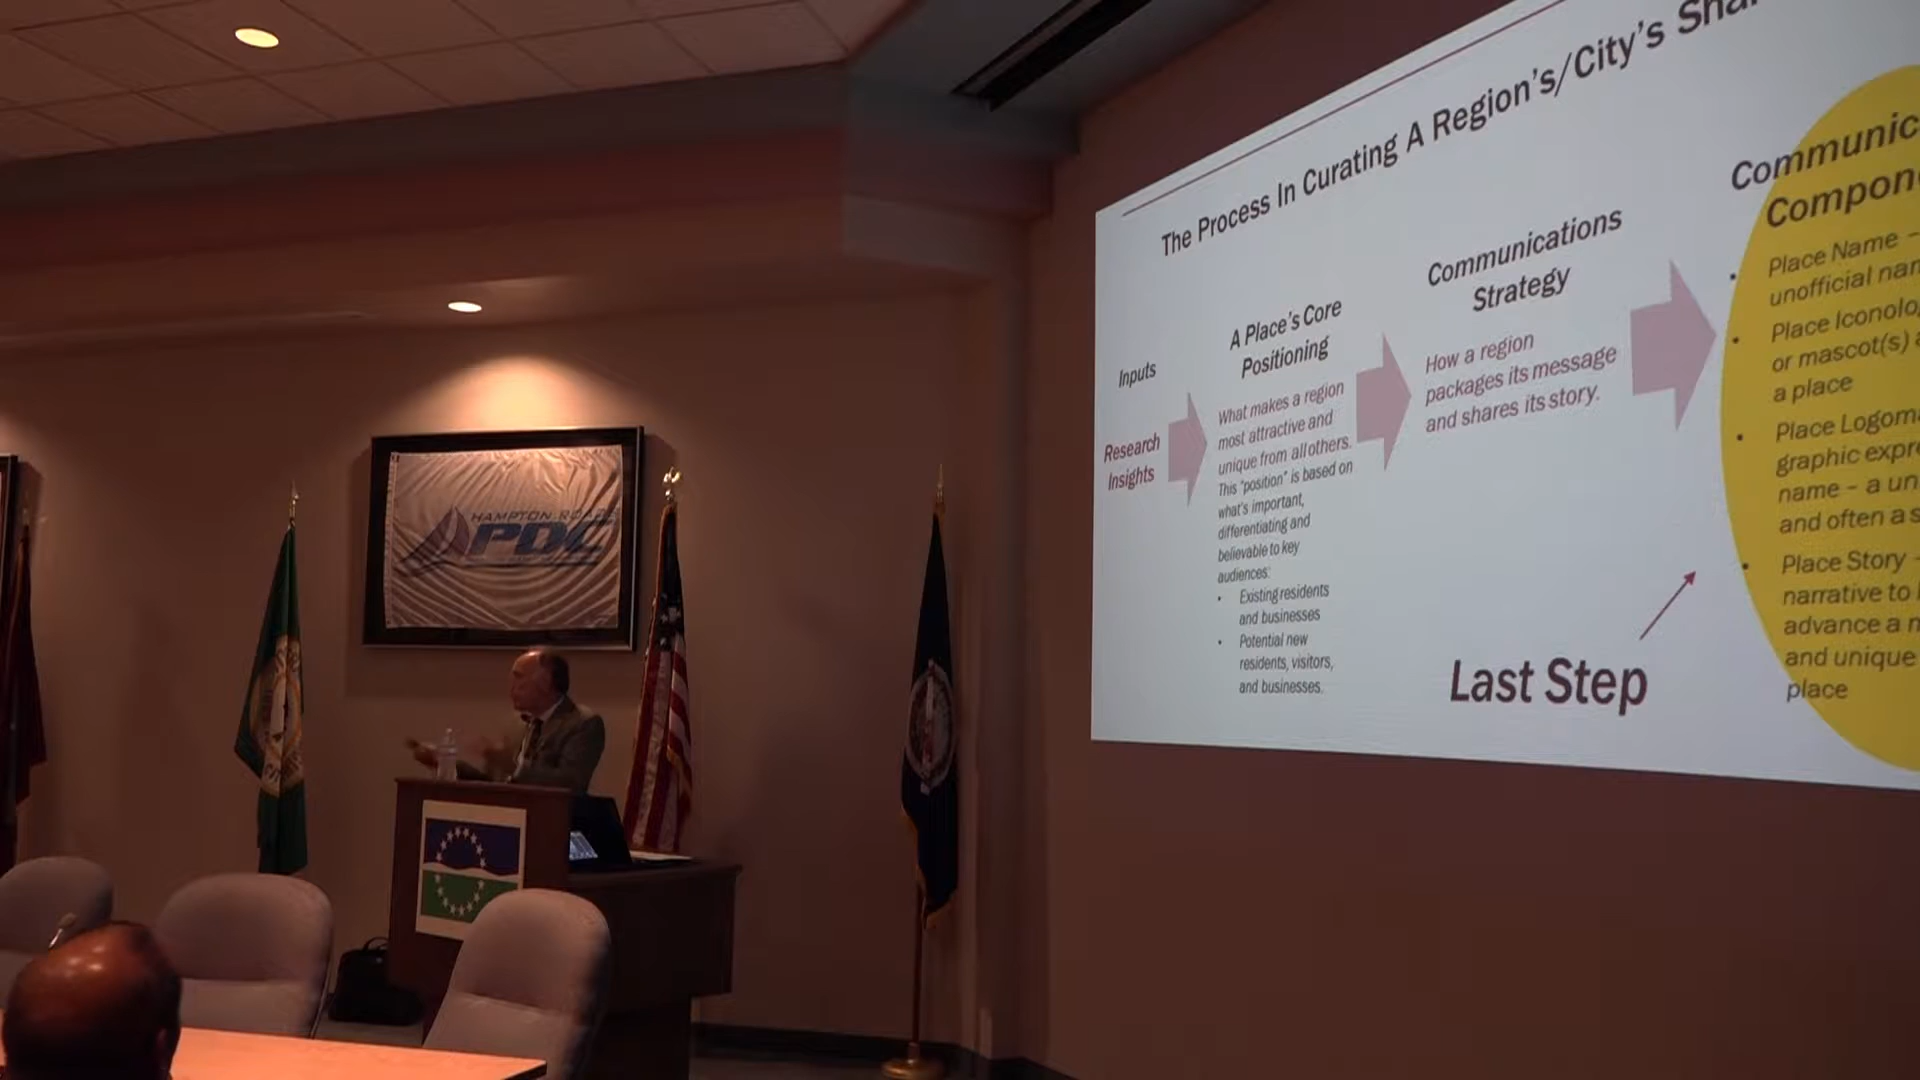 HAMPTON ROADS
PDC
The Process In Curating A Region's/City's
Inputs
Research
Insights
A Place's Core
Positioning
What makes a region
most attractive and
unique from all others.
This "position" is based on
what's important,
differentiating and
believable to key
audiences:
• Existing residents
and businesses
• Potential new
residents, visitors,
and businesses.
Communications
Strategy
How a region
packages its message
and shares its story.
Last Step
Communic
Compon
• Place Name –
unofficial nam
• Place Iconolo
or mascot(s) a
a place
• Place Logoma
graphic expre
name – a un
and often a s
• Place Story –
narrative to
advance a m
and unique
place